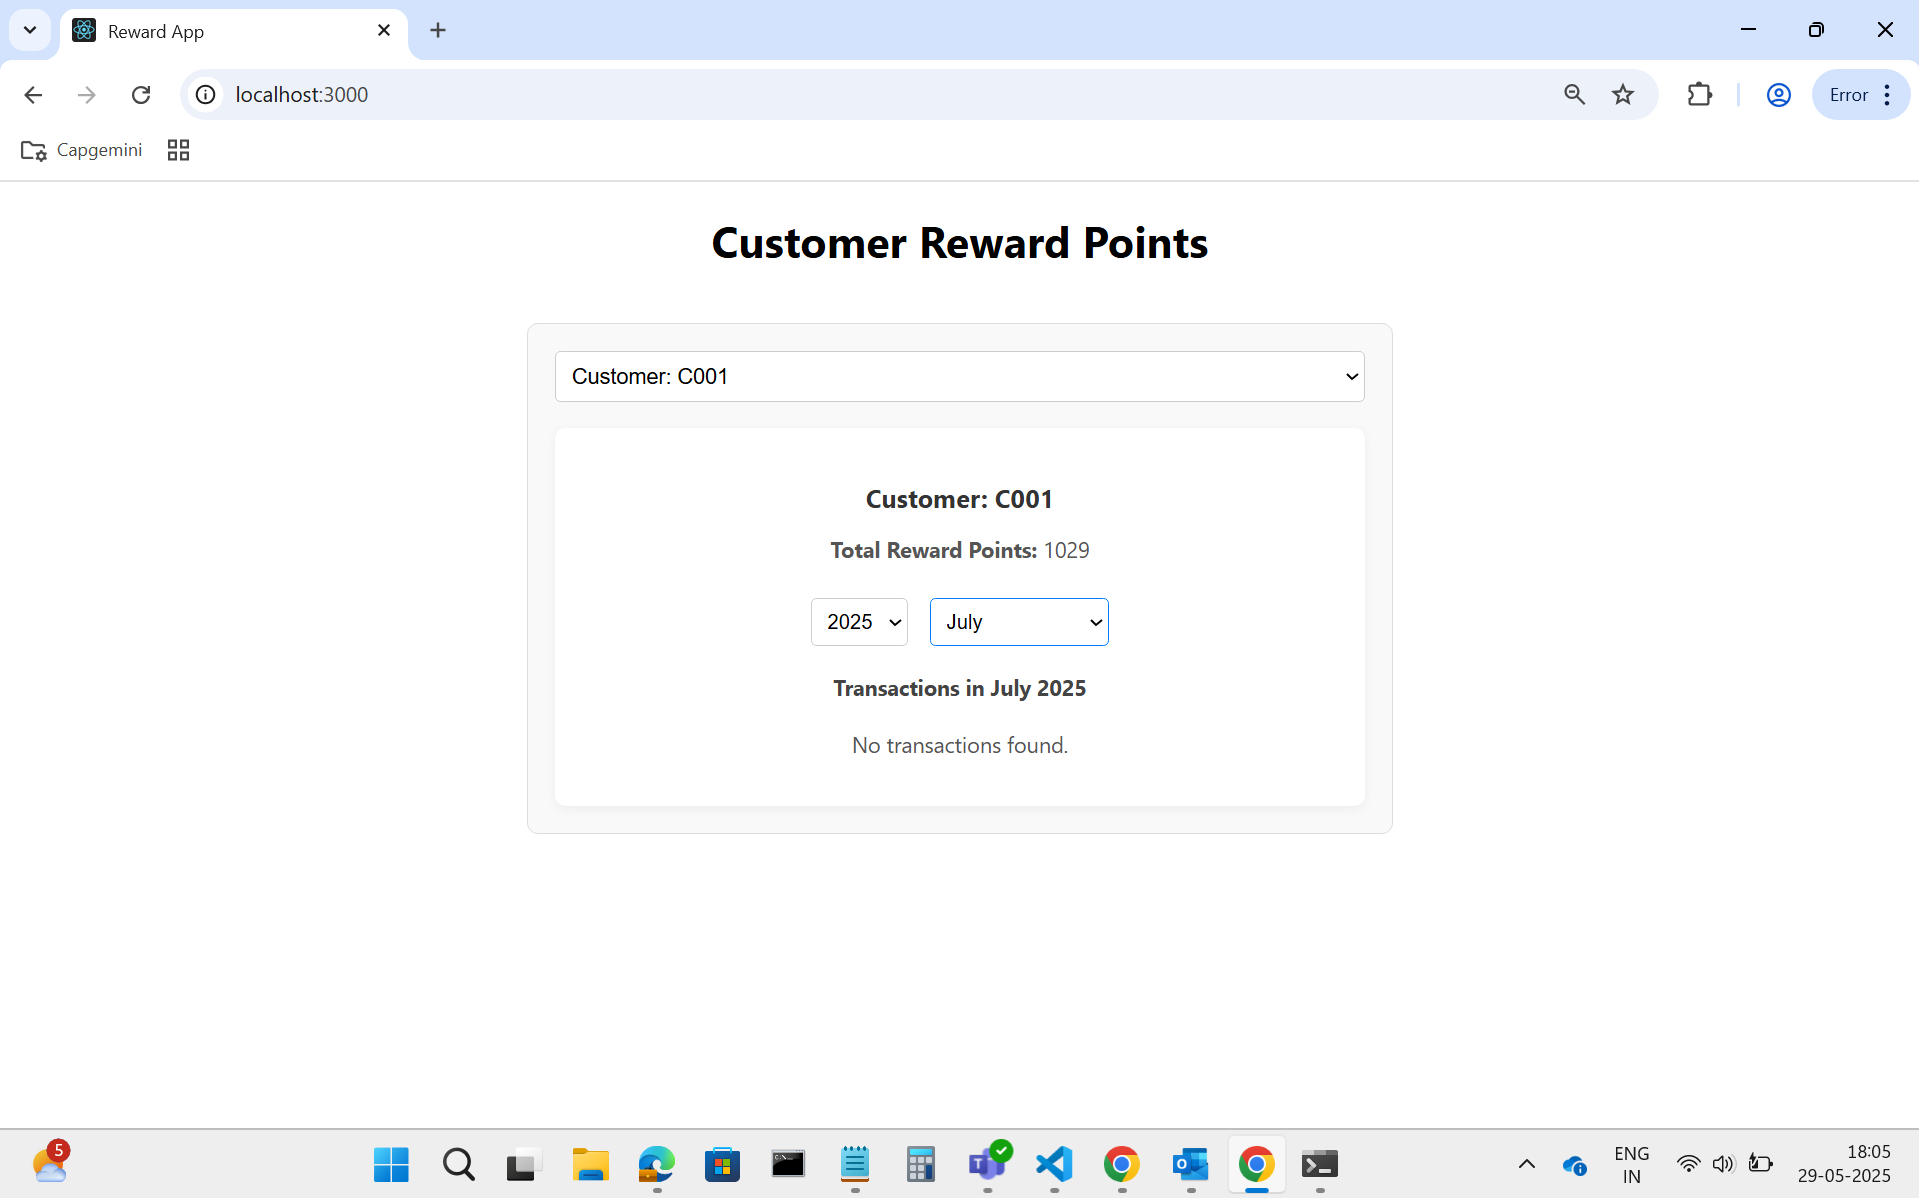 Reward App
localhost:3000
Error
Capgemini
Customer Reward Points
Customer: C001
Customer: C001
Total Reward Points: 1029
2025 July
Transactions in July 2025
No transactions found.
5
ENG
IN
18:05
29-05-2025